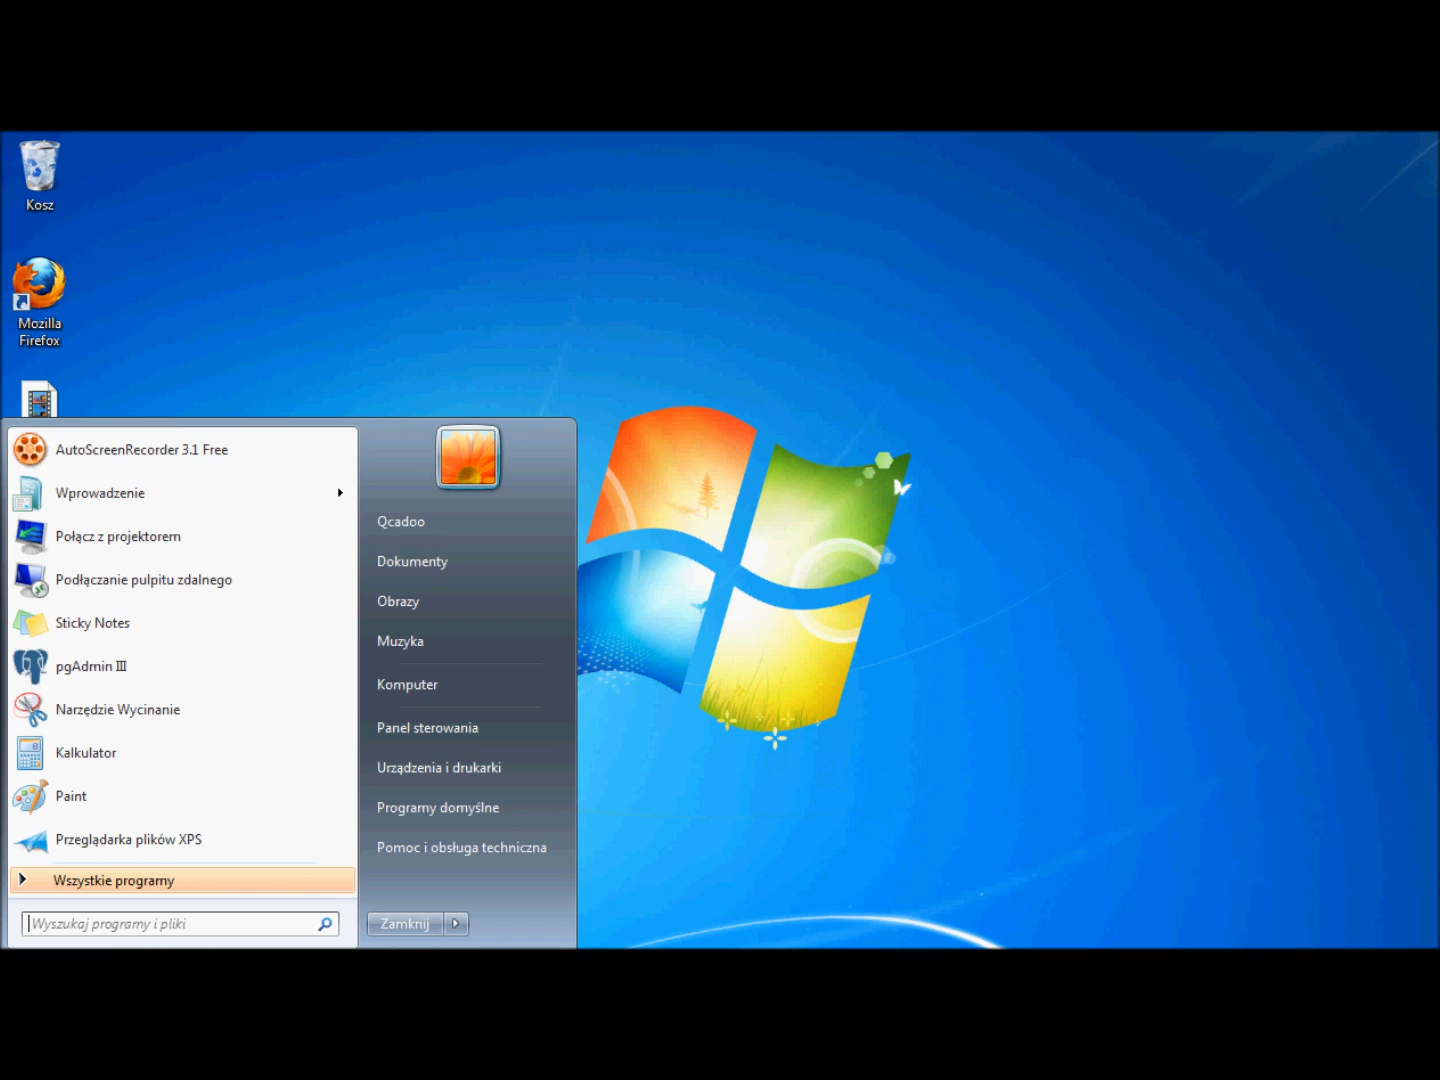 Kosz
Mozilla
Firefox
AutoScreenRecorder 3.1 Free
Wprowadzenie
Połącz z projektorem
Podłączanie pulpitu zdalnego
Sticky Notes
pgAdmin III
Narzędzie Wycinanie
Kalkulator
Paint
Przeglądarka plików XPS
Wszystkie programy
Wyszukaj programy i pliki
Qcadoo
Dokumenty
Obrazy
Muzyka
Komputer
Panel sterowania
Urządzenia i drukarki
Programy domyślne
Pomoc i obsługa techniczna
Zamknij